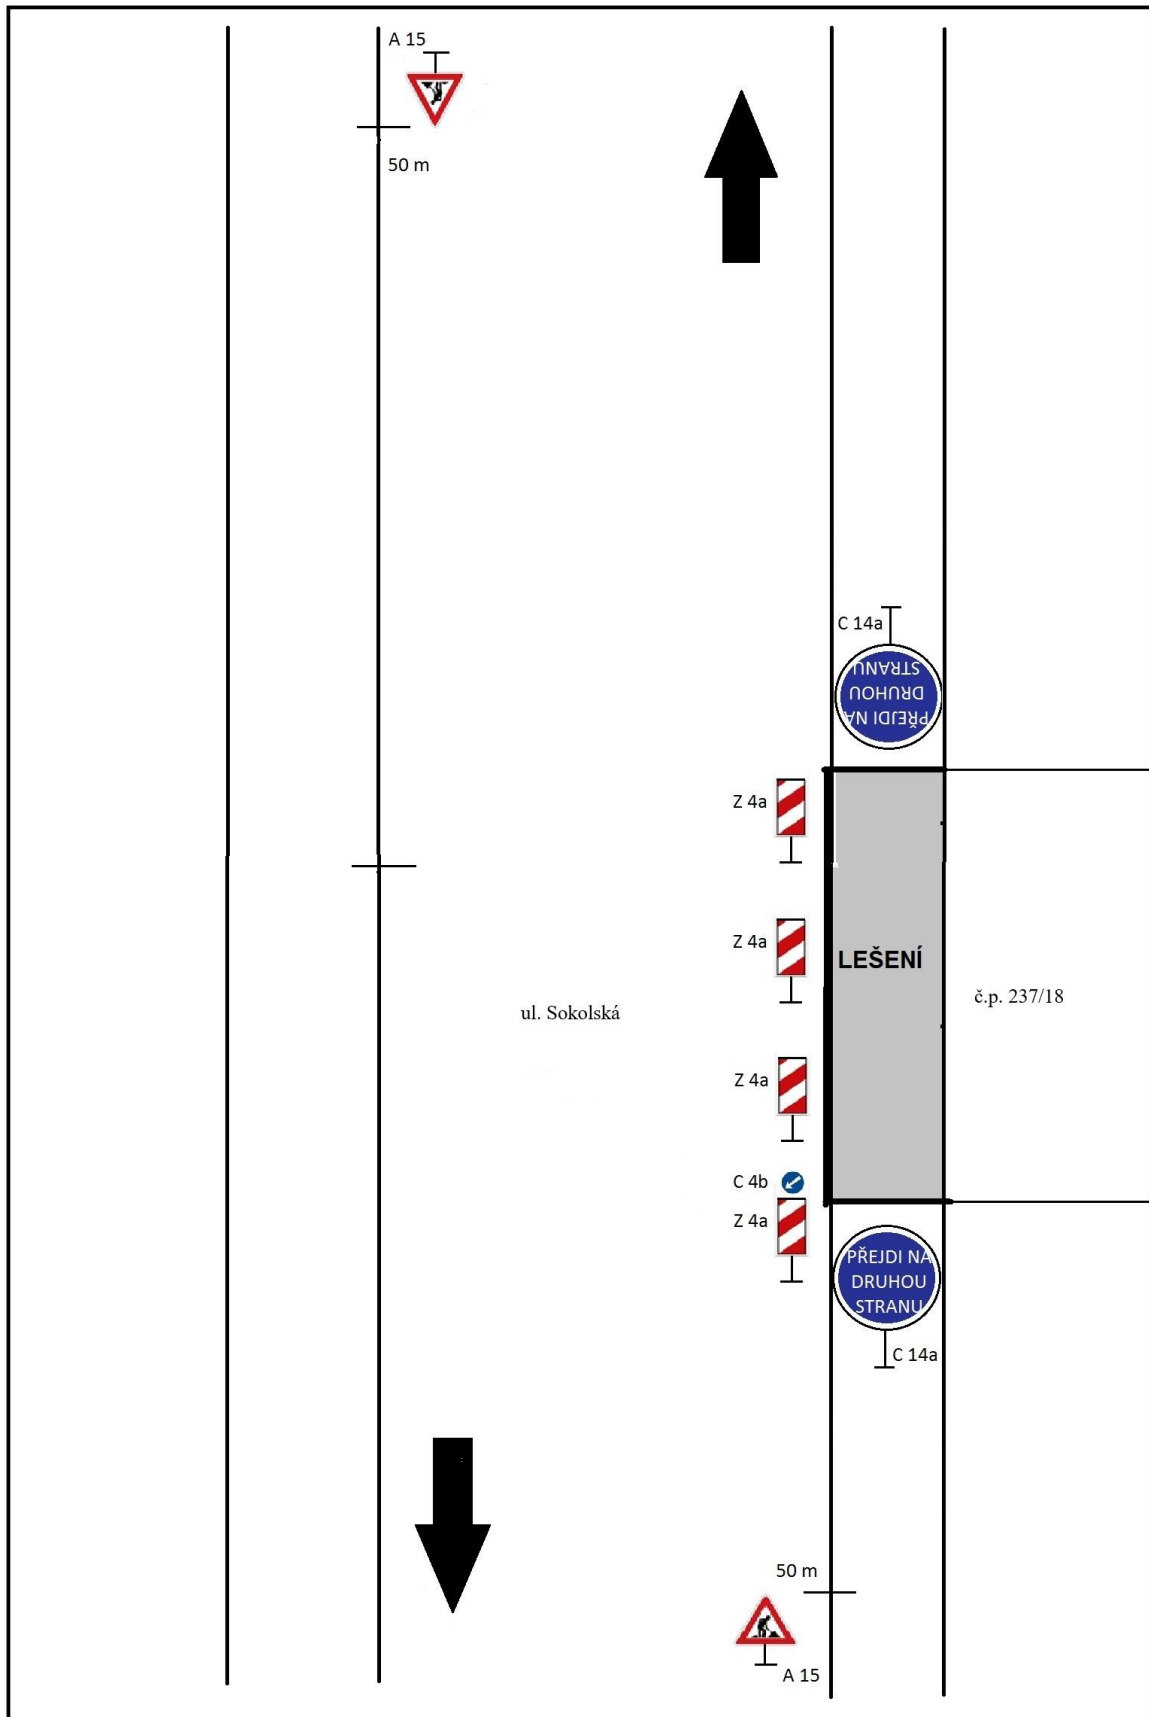 A 15
50 m
C 14a
PŘEJDI NA
DRUHOU
STRANU
Z 4a
Z 4a
LEŠENÍ
č.p. 237/18
ul. Sokolská
Z 4a
C 4b
Z 4a
PŘEJDI NA
DRUHOU
STRANU
C 14a
50 m
A 15